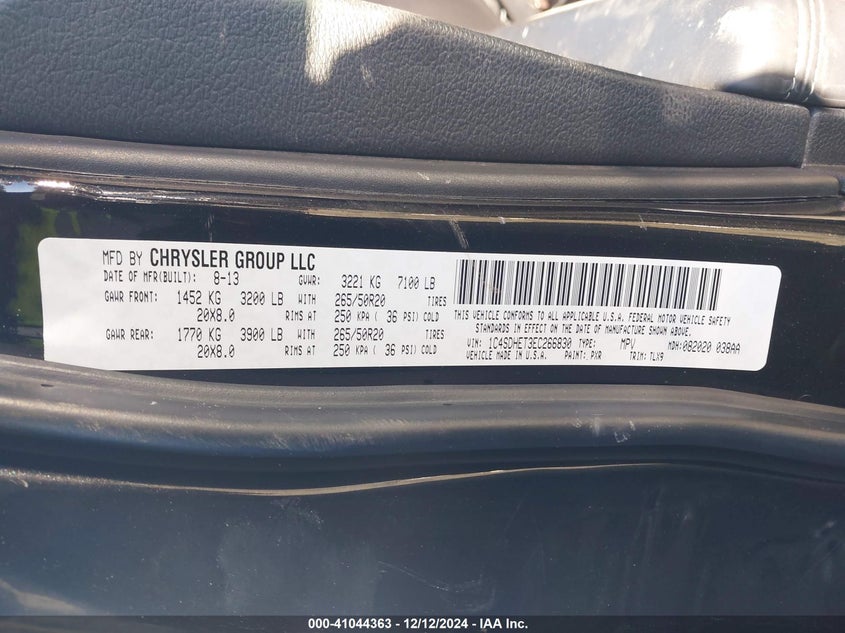 MFD BY CHRYSLER GROUP LLC
DATE OF MFR(BUILT): 8-13 GVWR: 3221 KG 7100 LB
GAWR FRONT: 1452 KG 3200 LB WITH 265/50R20 TIRES
20X8.0 RIMS AT 250 KPA ( 36 PSI) COLD
GAWR REAR: 1770 KG 3900 LB WITH 265/50R20 TIRES
20X8.0 RIMS AT 250 KPA ( 36 PSI) COLD
THIS VEHICLE CONFORMS TO ALL APPLICABLE U.S.A. FEDERAL MOTOR VEHICLE SAFETY
STANDARDS IN EFFECT ON THE DATE OF MANUFACTURE SHOWN ABOVE.
VIN: 1C4SDHET3EC266830 TYPE: MPV MDH:082020 038AA
VEHICLE MADE IN U.S.A. PAINT: PXR TRIM: TLX9
000-41044363 - 12/12/2024 - IAA Inc.